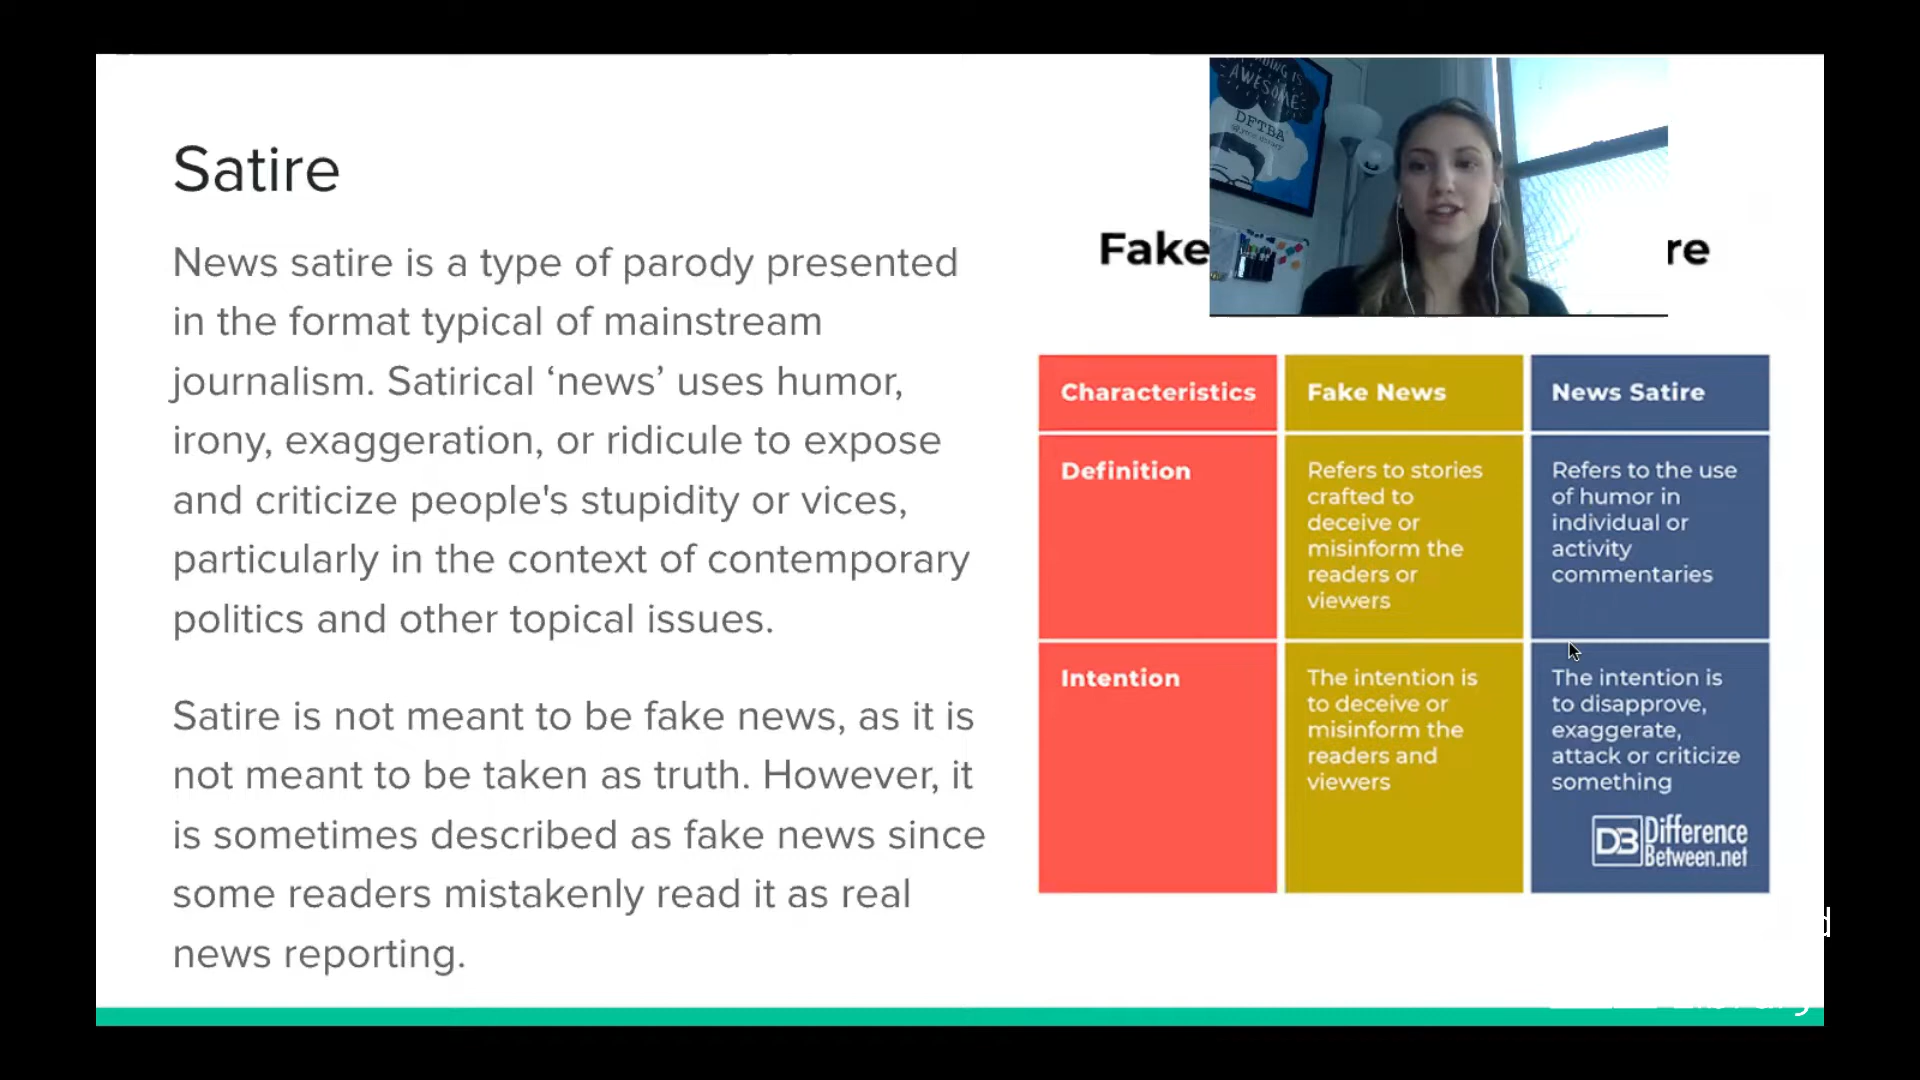 Satire
News satire is a type of parody presented
in the format typical of mainstream
journalism. Satirical ‘news’ uses humor,
irony, exaggeration, or ridicule to expose
and criticize people's stupidity or vices,
particularly in the context of contemporary
politics and other topical issues.
Satire is not meant to be fake news, as it is
not meant to be taken as truth. However, it
is sometimes described as fake news since
some readers mistakenly read it as real
news reporting.
AWESOME
DFTBA
Fake
Characteristics
Fake News
News Satire
Definition
Refers to stories
crafted to
deceive or
misinform the
readers or
viewers
Refers to the use
of humor in
individual or
activity
commentaries
Intention
The intention is
to deceive or
misinform the
readers and
viewers
The intention is
to disapprove,
exaggerate,
attack or criticize
something
DB Difference
Between.net